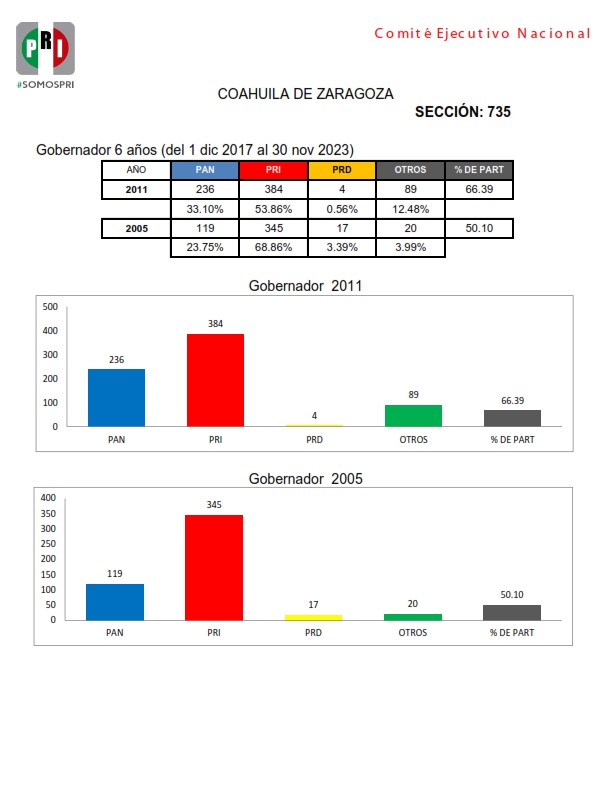 PRI
#SOMOSPRI
Comité Ejecutivo Nacional
COAHUILA DE ZARAGOZA
SECCIÓN: 735
Gobernador 6 años (del 1 dic 2017 al 30 nov 2023)
AÑO PAN PRI PRD OTROS % DE PART
2011 236 384 4 89 66.39
33.10% 53.86% 0.56% 12.48%
2005 119 345 17 20 50.10
23.75% 68.86% 3.39% 3.99%
Gobernador 2011
500
400
300
200
100
0
236
384
4
89
66.39
PAN PRI PRD OTROS % DE PART
Gobernador 2005
400
350
300
250
200
150
100
50
0
119
345
17
20
50.10
PAN PRI PRD OTROS % DE PART